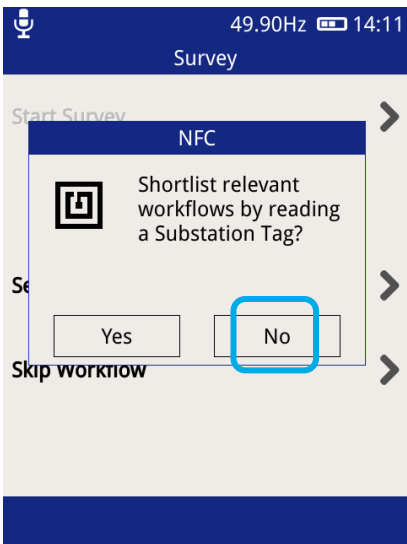 49.90Hz 14:11
Survey
Start Survey
NFC
Shortlist relevant
workflows by reading
a Substation Tag?
Se
Yes No
Skip Workflow